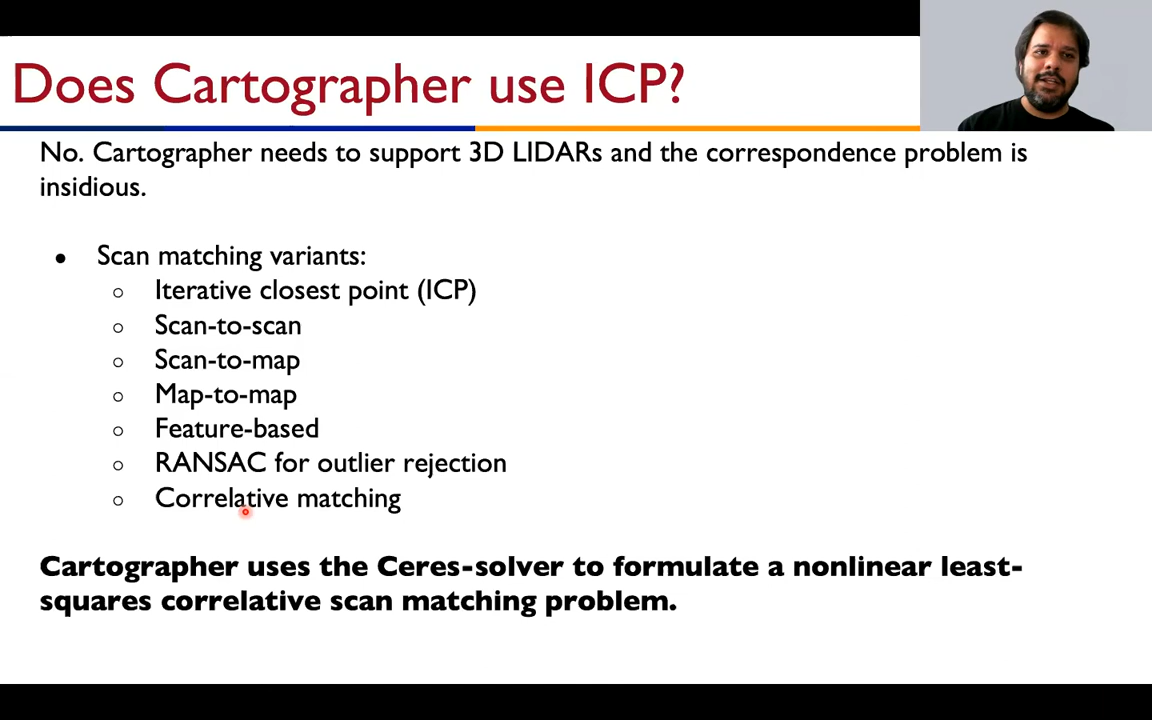 Does Cartographer use ICP?
No. Cartographer needs to support 3D LIDARs and the correspondence problem is
insidious.
● Scan matching variants:
○ Iterative closest point (ICP)
○ Scan-to-scan
○ Scan-to-map
○ Map-to-map
○ Feature-based
○ RANSAC for outlier rejection
○ Correlative matching
Cartographer uses the Ceres-solver to formulate a nonlinear least-
squares correlative scan matching problem.